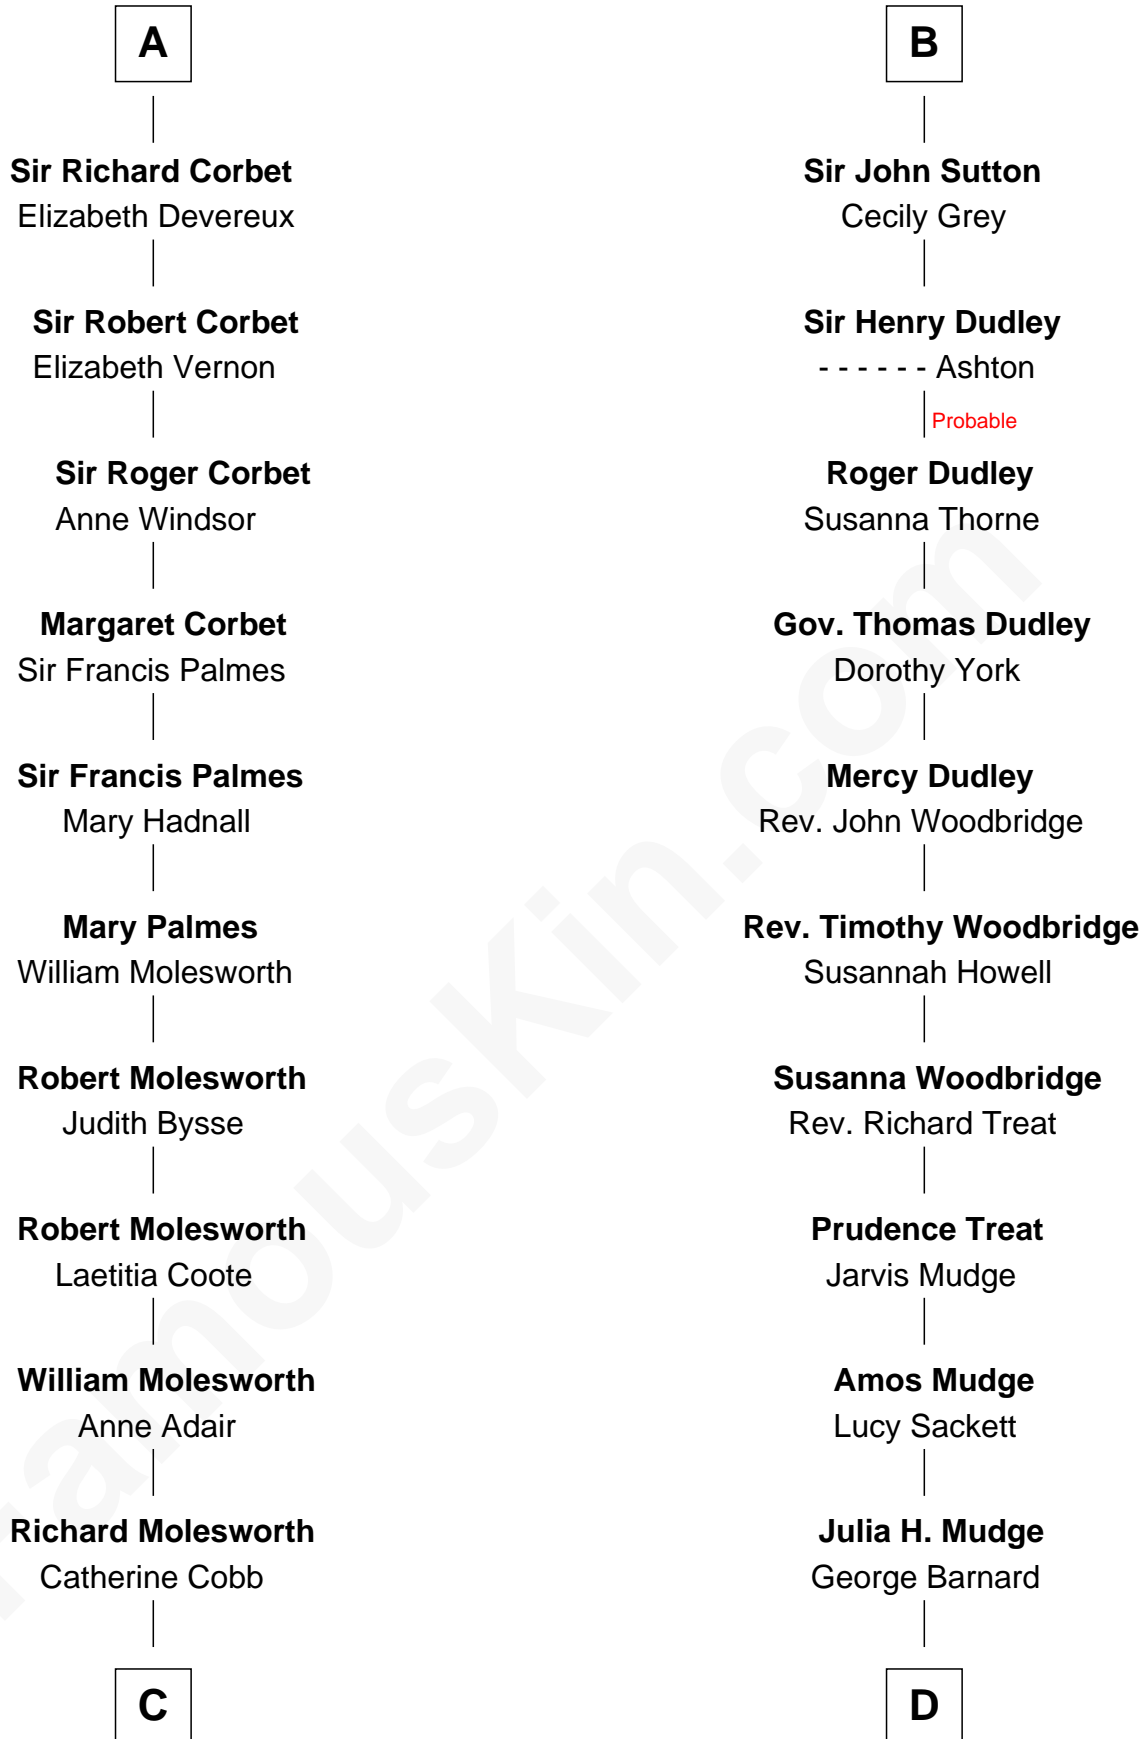 A
Sir Richard Corbet
Elizabeth Devereux
Sir Robert Corbet
Elizabeth Vernon
Sir Roger Corbet
Anne Windsor
Margaret Corbet
Sir Francis Palmes
Sir Francis Palmes
Mary Hadnall
Mary Palmes
William Molesworth
Robert Molesworth
Judith Bysse
Robert Molesworth
Laetitia Coote
William Molesworth
Anne Adair
Richard Molesworth
Catherine Cobb
C
B
Sir John Sutton
Cecily Grey
Sir Henry Dudley
- - - - - - Ashton
Probable
Roger Dudley
Susanna Thorne
Gov. Thomas Dudley
Dorothy York
Mercy Dudley
Rev. John Woodbridge
Rev. Timothy Woodbridge
Susannah Howell
Susanna Woodbridge
Rev. Richard Treat
Prudence Treat
Jarvis Mudge
Amos Mudge
Lucy Sackett
Julia H. Mudge
George Barnard
D
FamousKin.com